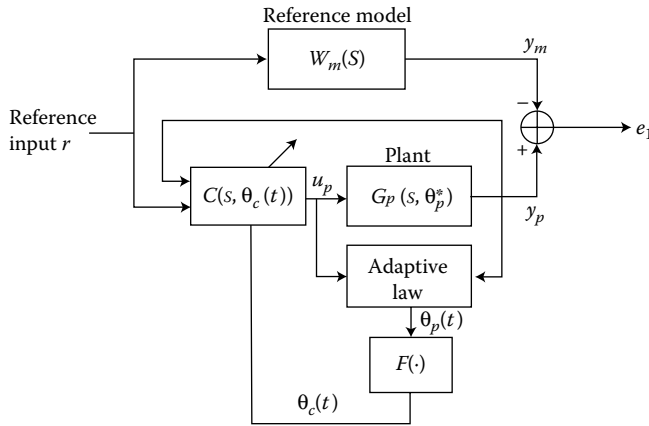 Reference model
W_m(S)
y_m
Reference
input r
−
+
e_1
Plant
C(s, θ_c(t))
u_p
G_P(s, θ_p^*)
y_p
Adaptive
law
θ_p(t)
F(·)
θ_c(t)